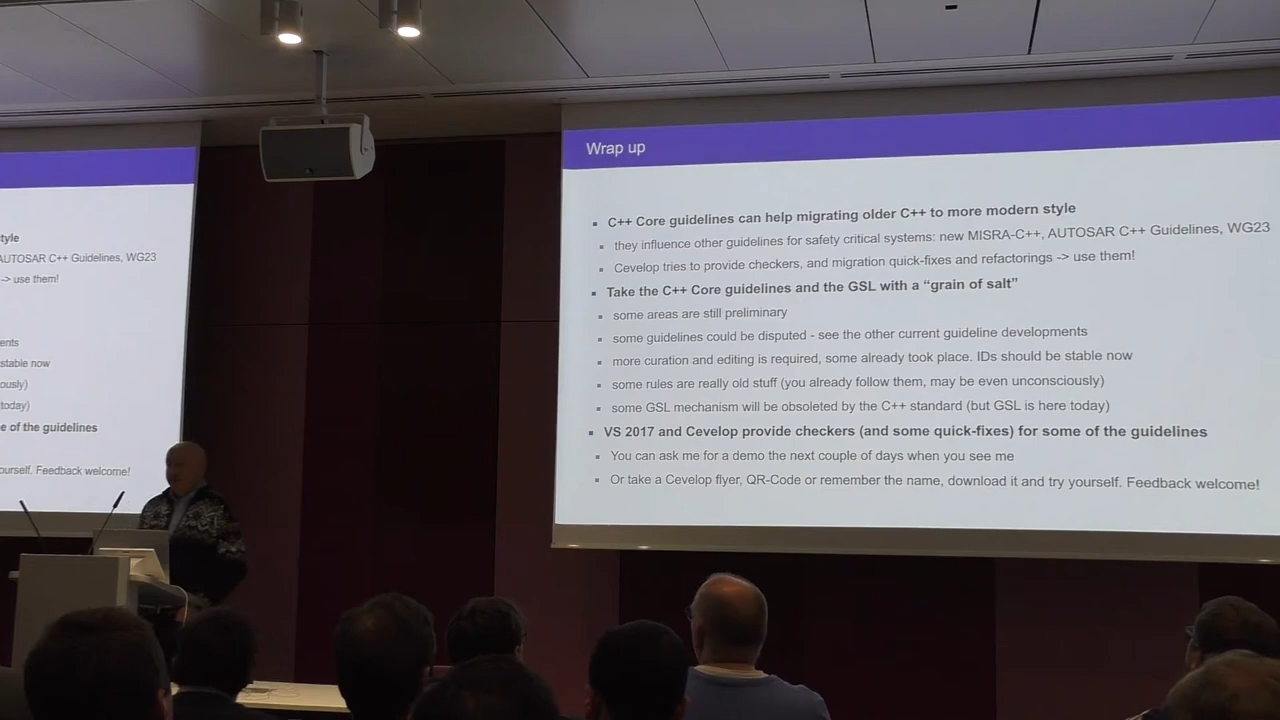 Wrap up
C++ Core guidelines can help migrating older C++ to more modern style
they influence other guidelines for safety critical systems: new MISRA-C++, AUTOSAR C++ Guidelines, WG23
Cevelop tries to provide checkers, and migration quick-fixes and refactorings -> use them!
Take the C++ Core guidelines and the GSL with a “grain of salt”
some areas are still preliminary
some guidelines could be disputed - see the other current guideline developments
more curation and editing is required, some already took place. IDs should be stable now
some rules are really old stuff (you already follow them, may be even unconsciously)
some GSL mechanism will be obsoleted by the C++ standard (but GSL is here today)
VS 2017 and Cevelop provide checkers (and some quick-fixes) for some of the guidelines
You can ask me for a demo the next couple of days when you see me
Or take a Cevelop flyer, QR-Code or remember the name, download it and try yourself. Feedback welcome!
tyle
AUTOSAR C++ Guidelines, WG23
-> use them!
ents
stable now
ously)
today)
e of the guidelines
ourself. Feedback welcome!